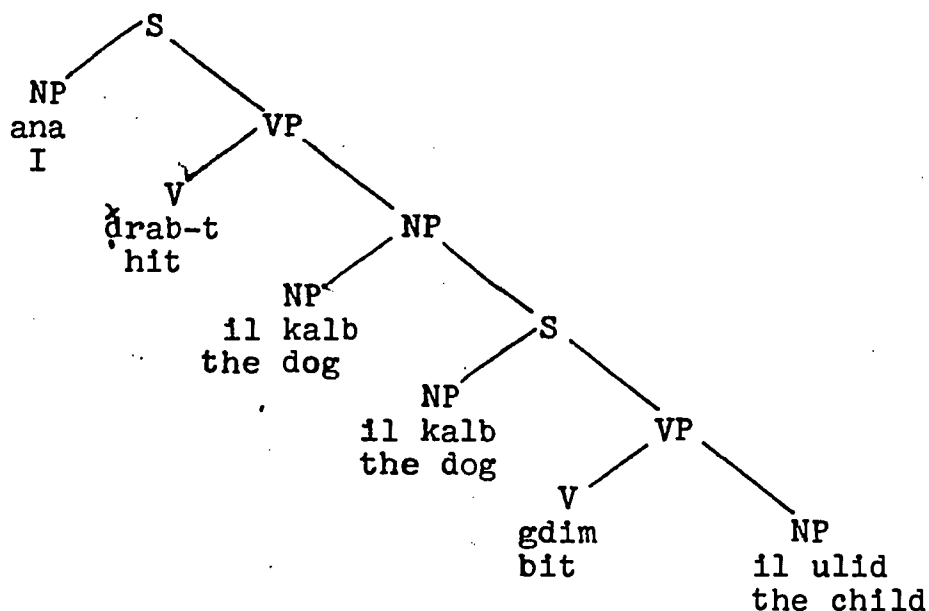 S
NP
ana
I
VP
V
ḍrab-t
hit
NP
NP
il kalb
the dog
S
NP
il kalb
the dog
VP
V
gdim
bit
NP
il ulid
the child